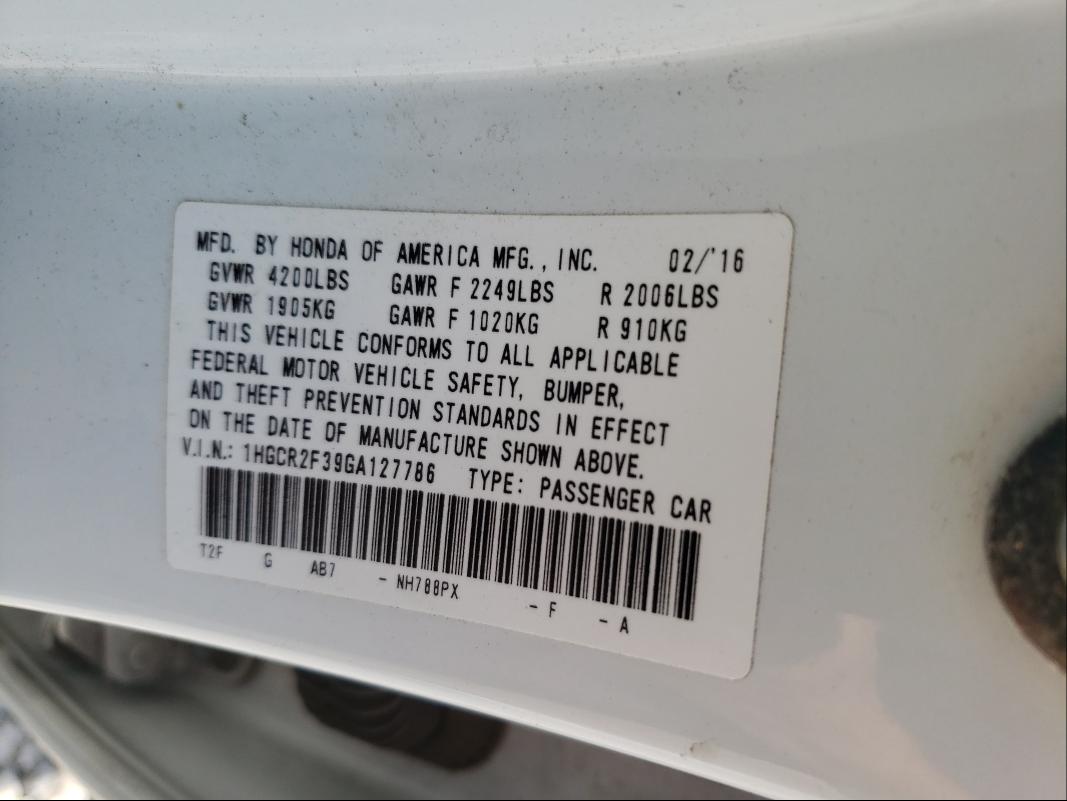 MFD. BY HONDA OF AMERICA MFG., INC. 02/'16
GVWR 4200LBS GAWR F 2249LBS R 2006LBS
GVWR 1905KG GAWR F 1020KG R 910KG
THIS VEHICLE CONFORMS TO ALL APPLICABLE
FEDERAL MOTOR VEHICLE SAFETY, BUMPER,
AND THEFT PREVENTION STANDARDS IN EFFECT
ON THE DATE OF MANUFACTURE SHOWN ABOVE.
V.I.N.: 1HGCR2F39GA127786 TYPE: PASSENGER CAR
T2F G AB7 - NH788PX - F - A